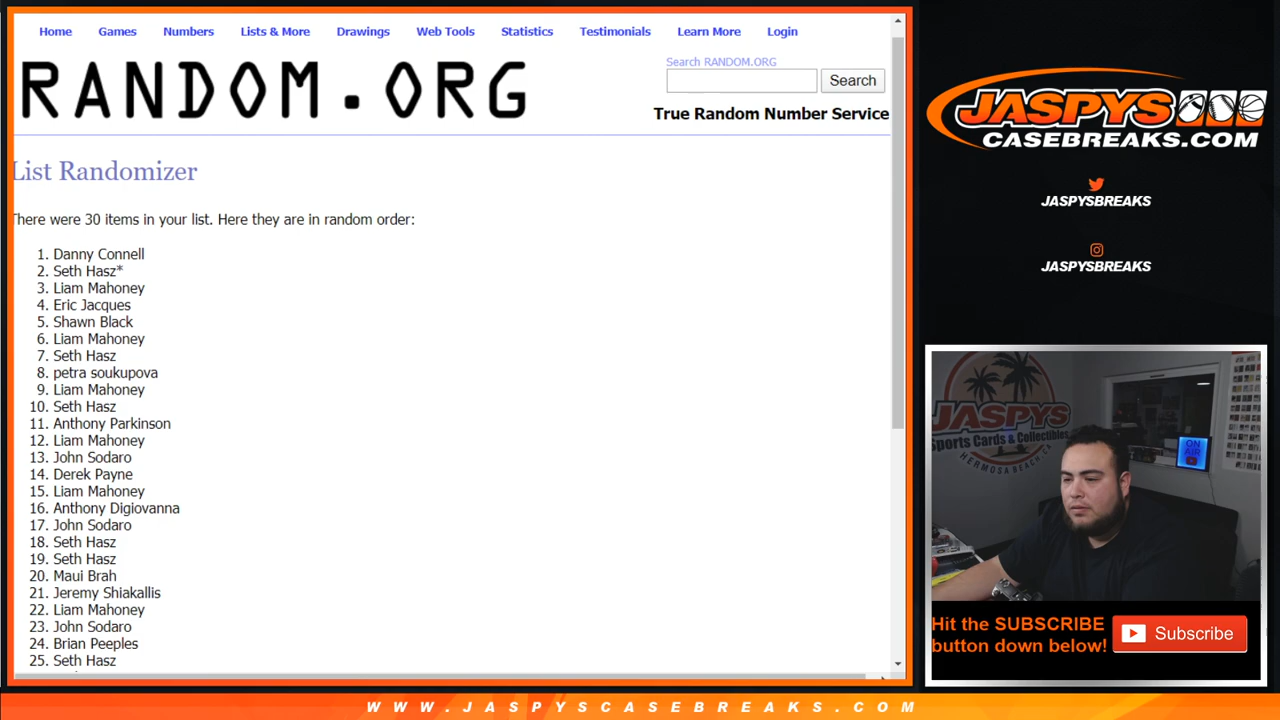 Home Games Numbers Lists & More Drawings Web Tools Statistics Testimonials Learn More Login
RANDOM.ORG
Search RANDOM.ORG
Search
True Random Number Service
List Randomizer
There were 30 items in your list. Here they are in random order:
1. Danny Connell
2. Seth Hasz*
3. Liam Mahoney
4. Eric Jacques
5. Shawn Black
6. Liam Mahoney
7. Seth Hasz
8. petra soukupova
9. Liam Mahoney
10. Seth Hasz
11. Anthony Parkinson
12. Liam Mahoney
13. John Sodaro
14. Derek Payne
15. Liam Mahoney
16. Anthony Digiovanna
17. John Sodaro
18. Seth Hasz
19. Seth Hasz
20. Maui Brah
21. Jeremy Shiakallis
22. Liam Mahoney
23. John Sodaro
24. Brian Peeples
25. Seth Hasz
JASPYS
CASEBREAKS.COM
JASPYSBREAKS
JASPYSBREAKS
JASPYS
Sports Cards & Collectibles
HERMOSA BEACH, CA
ON
AIR
Hit the SUBSCRIBE
button down below!
Subscribe
WWW.JASPYSCASEBREAKS.COM